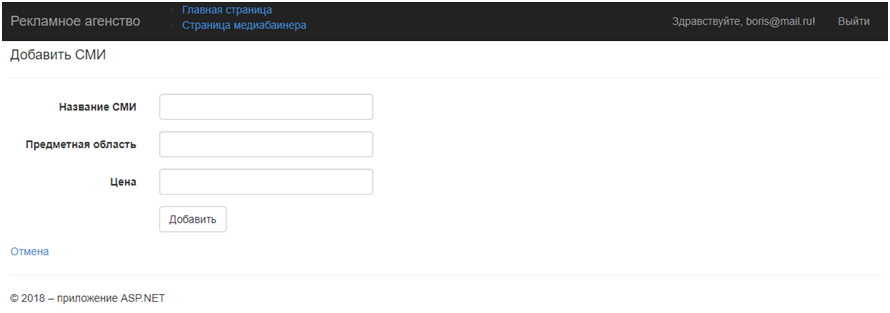 Рекламное агенство
Главная страница
Страница медиабаинера
Здравствуйте, boris@mail.ru!
Выйти
Добавить СМИ
Название СМИ
Предметная область
Цена
Добавить
Отмена
© 2018 – приложение ASP.NET